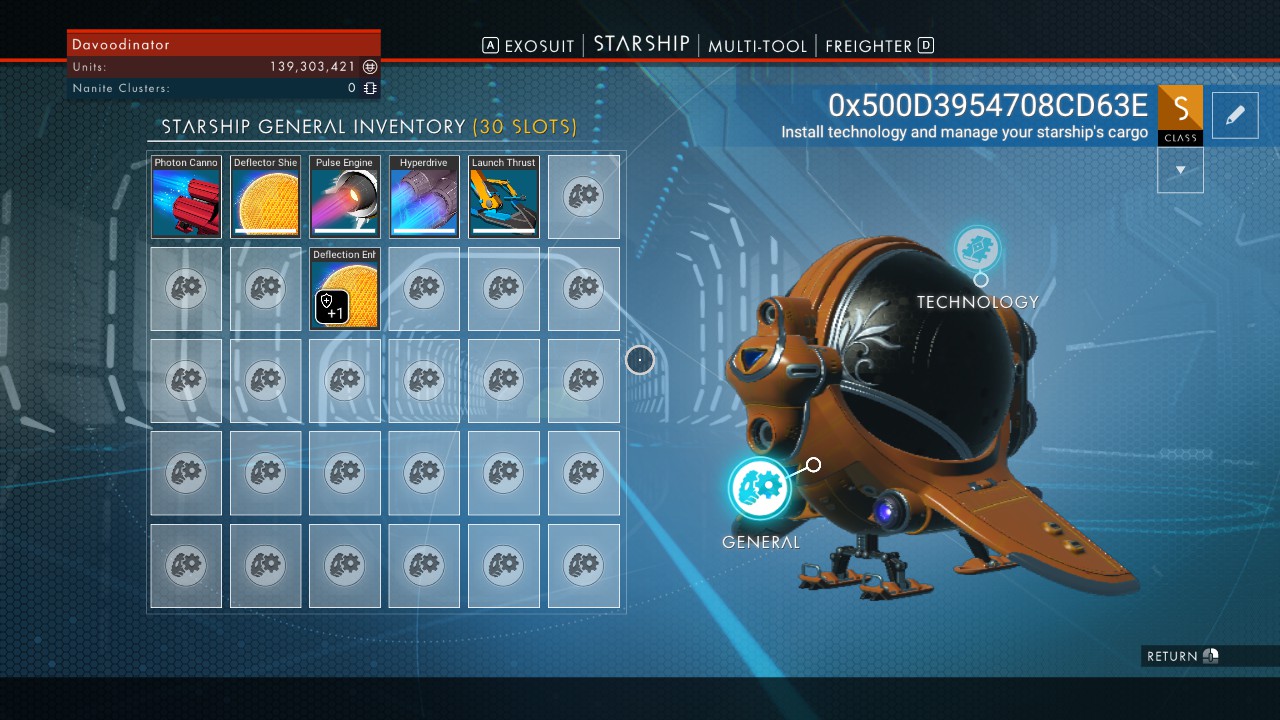 Davoodinator
Units: 139,303,421
Nanite Clusters: 0
A EXOSUIT STARSHIP MULTI-TOOL FREIGHTER D
0x500D3954708CD63E
Install technology and manage your starship's cargo
S
CLASS
STARSHIP GENERAL INVENTORY (30 SLOTS)
Photon Canno Deflector Shie Pulse Engine Hyperdrive Launch Thrust
Deflection Enh
+1
TECHNOLOGY
GENERAL
RETURN